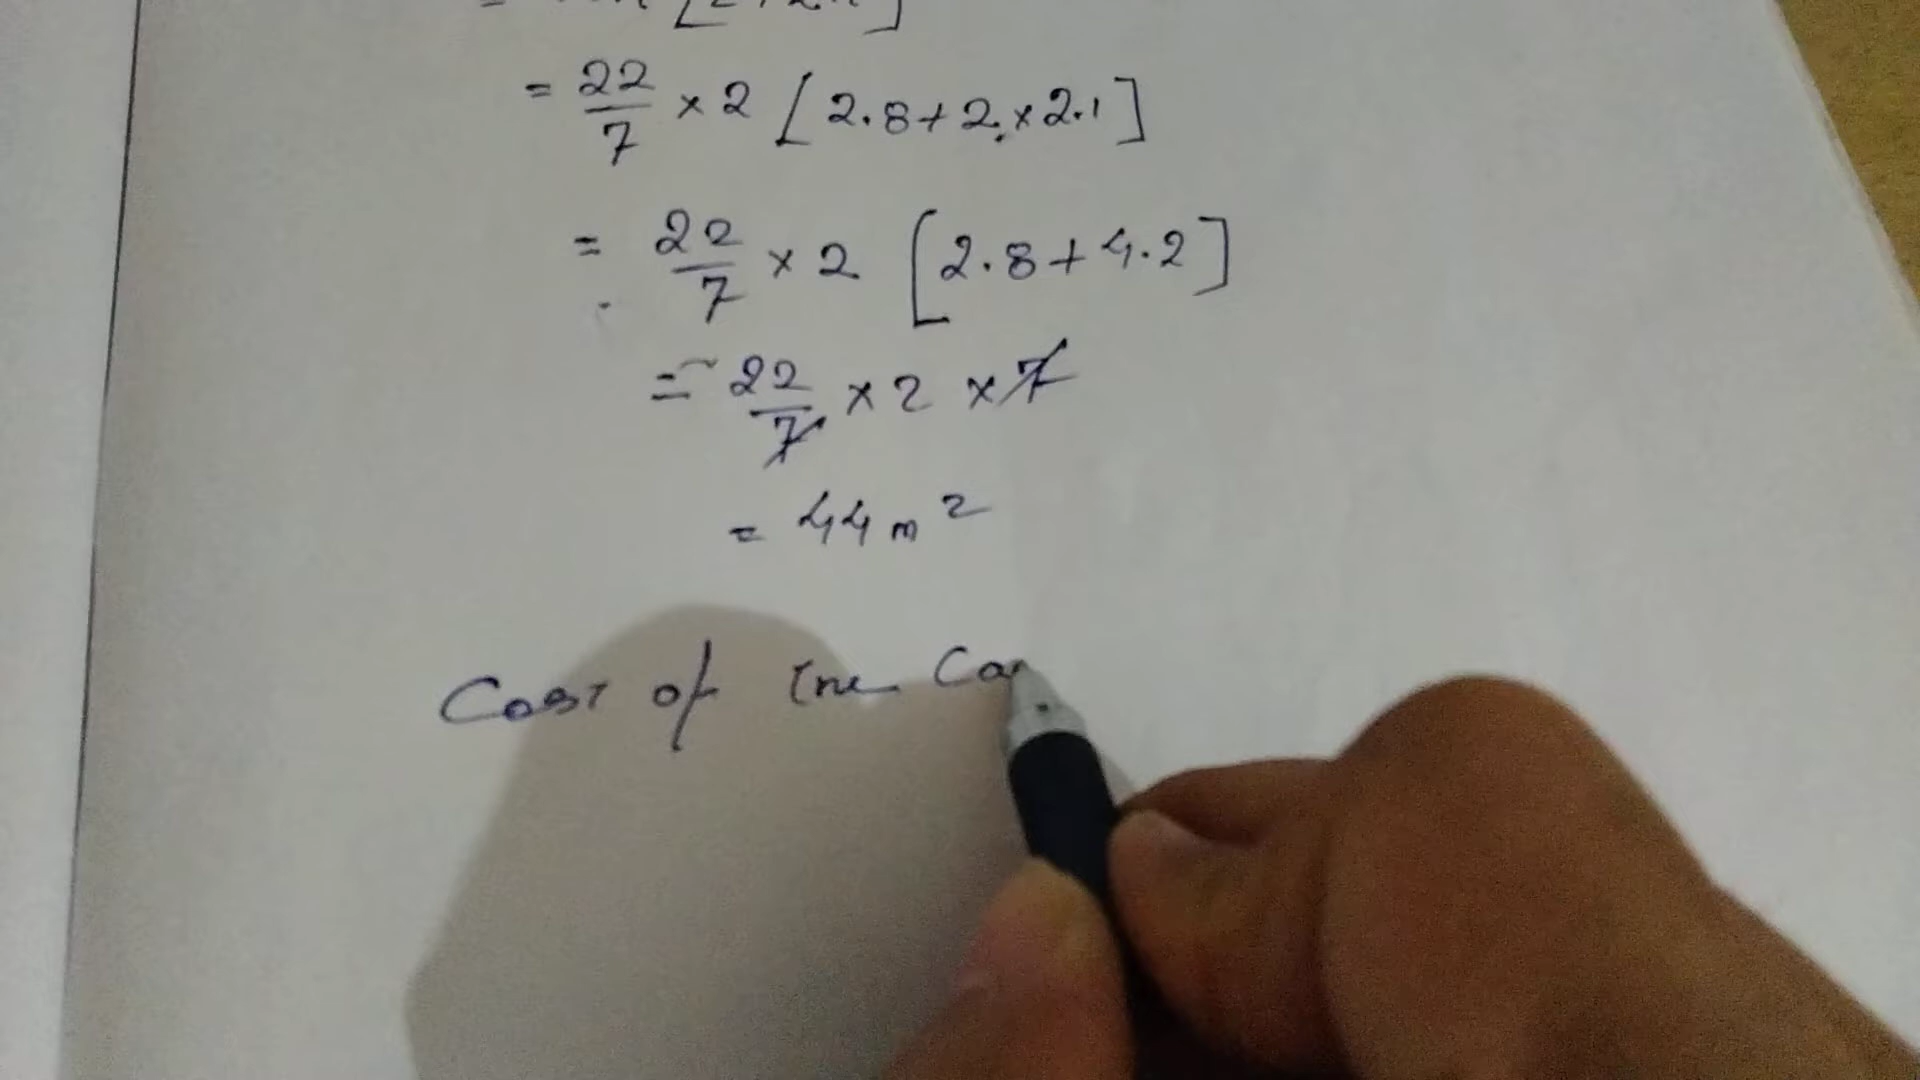 = 22/7 × 2 [2.8 + 2 × 2.1]
= 22/7 × 2 [2.8 + 4.2]
= 22/7 × 2 × 7
= 44 m²
Cost of the Can